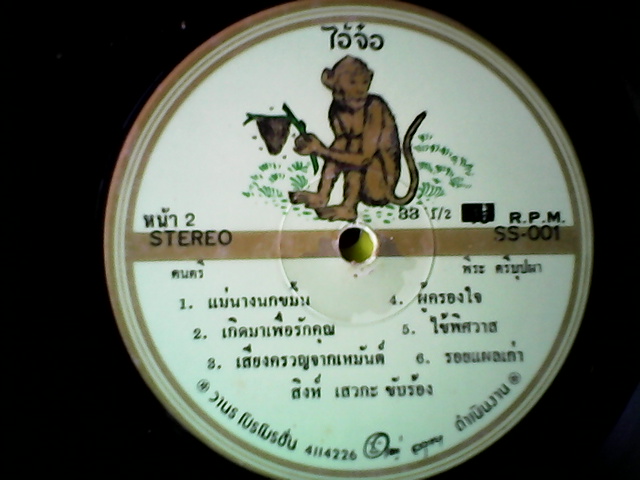 ไอ้จ๋อ
หน้า 2 33 1/2 R.P.M.
STEREO SS-001
ดนตรี พีระ ตรีบุปผา
1. แม่นางนกขมิ้น 4. ผู้ครองใจ
2. เกิดมาเพื่อรักคุณ 5. ไข้พิศวาส
3. เสียงครวญจากเหมันต์ 6. รอยแผลเก่า
สิงห์ เสวกะ ขับร้อง
วานร โปรโมชั่น 4114226 ดำเนินงาน